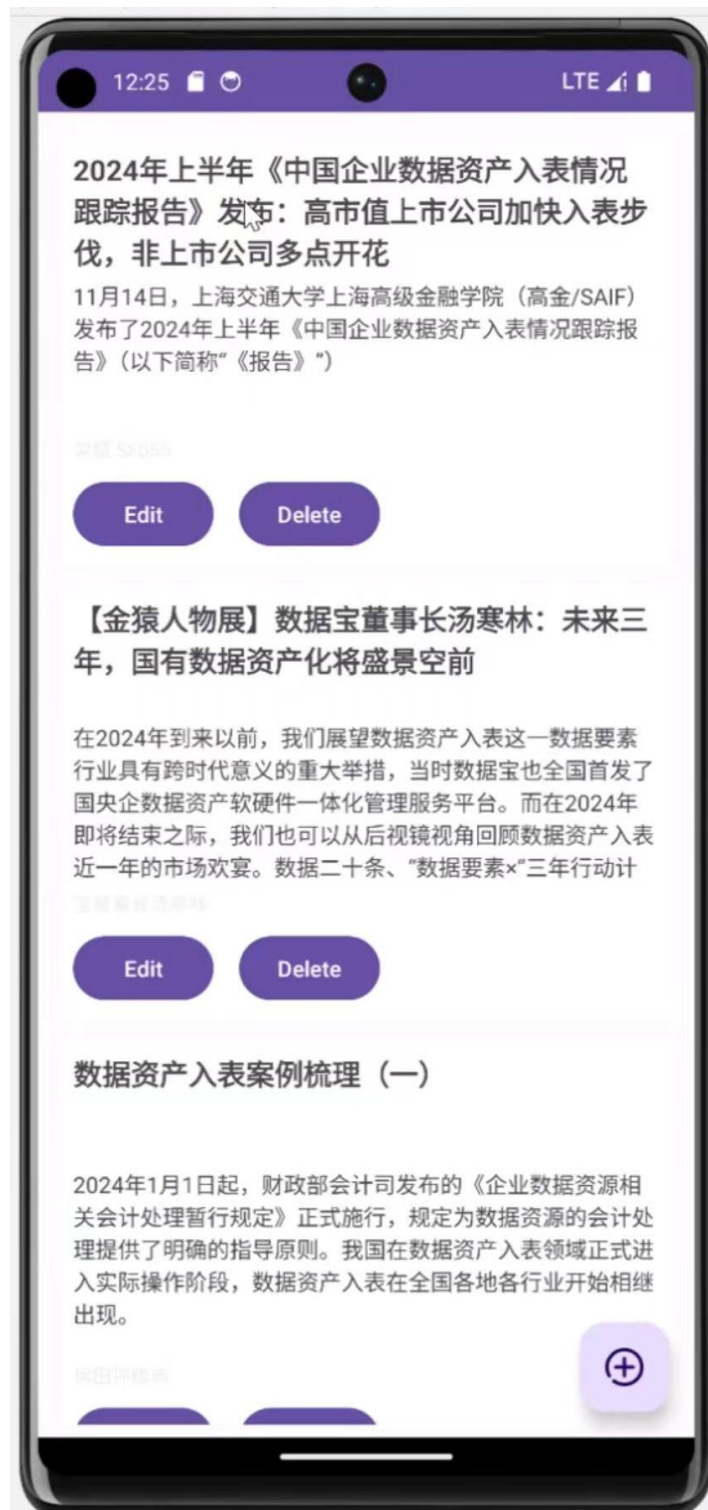 12:25
LTE
2024年上半年《中国企业数据资产入表情况
跟踪报告》发布：高市值上市公司加快入表步
伐，非上市公司多点开花
11月14日，上海交通大学上海高级金融学院（高金/SAIF）
发布了2024年上半年《中国企业数据资产入表情况跟踪报
告》（以下简称“《报告》”）
Edit
Delete
【金猿人物展】数据宝董事长汤寒林：未来三
年，国有数据资产化将盛景空前
在2024年到来以前，我们展望数据资产入表这一数据要素
行业具有跨时代意义的重大举措，当时数据宝也全国首发了
国央企数据资产软硬件一体化管理服务平台。而在2024年
即将结束之际，我们也可以从后视镜视角回顾数据资产入表
近一年的市场欢宴。数据二十条、“数据要素×”三年行动计
Edit
Delete
数据资产入表案例梳理（一）
2024年1月1日起，财政部会计司发布的《企业数据资源相
关会计处理暂行规定》正式施行，规定为数据资源的会计处
理提供了明确的指导原则。我国在数据资产入表领域正式进
入实际操作阶段，数据资产入表在全国各地各行业开始相继
出现。